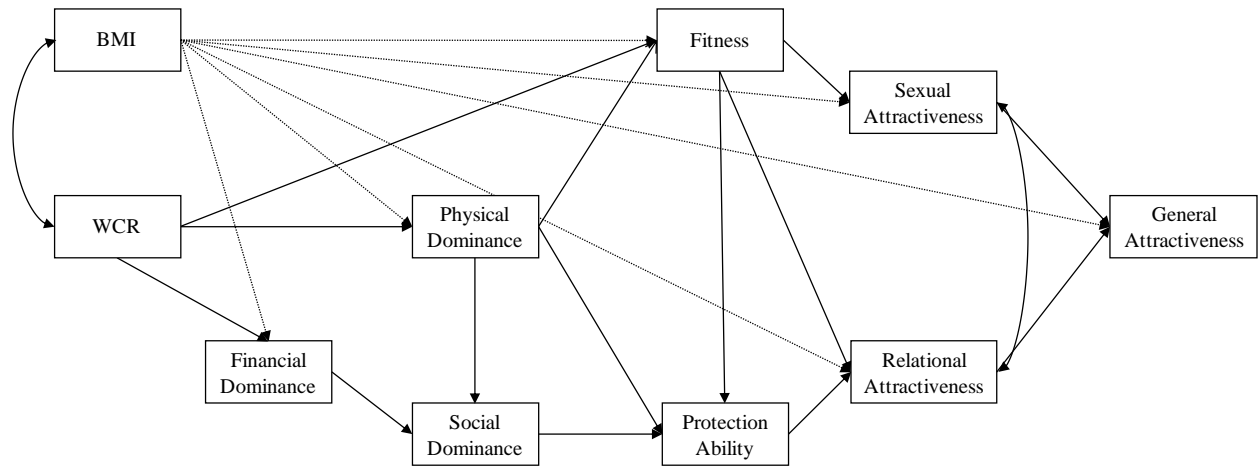 BMI
Fitness
Sexual
Attractiveness
WCR
Physical
Dominance
General
Attractiveness
Financial
Dominance
Relational
Attractiveness
Social
Dominance
Protection
Ability